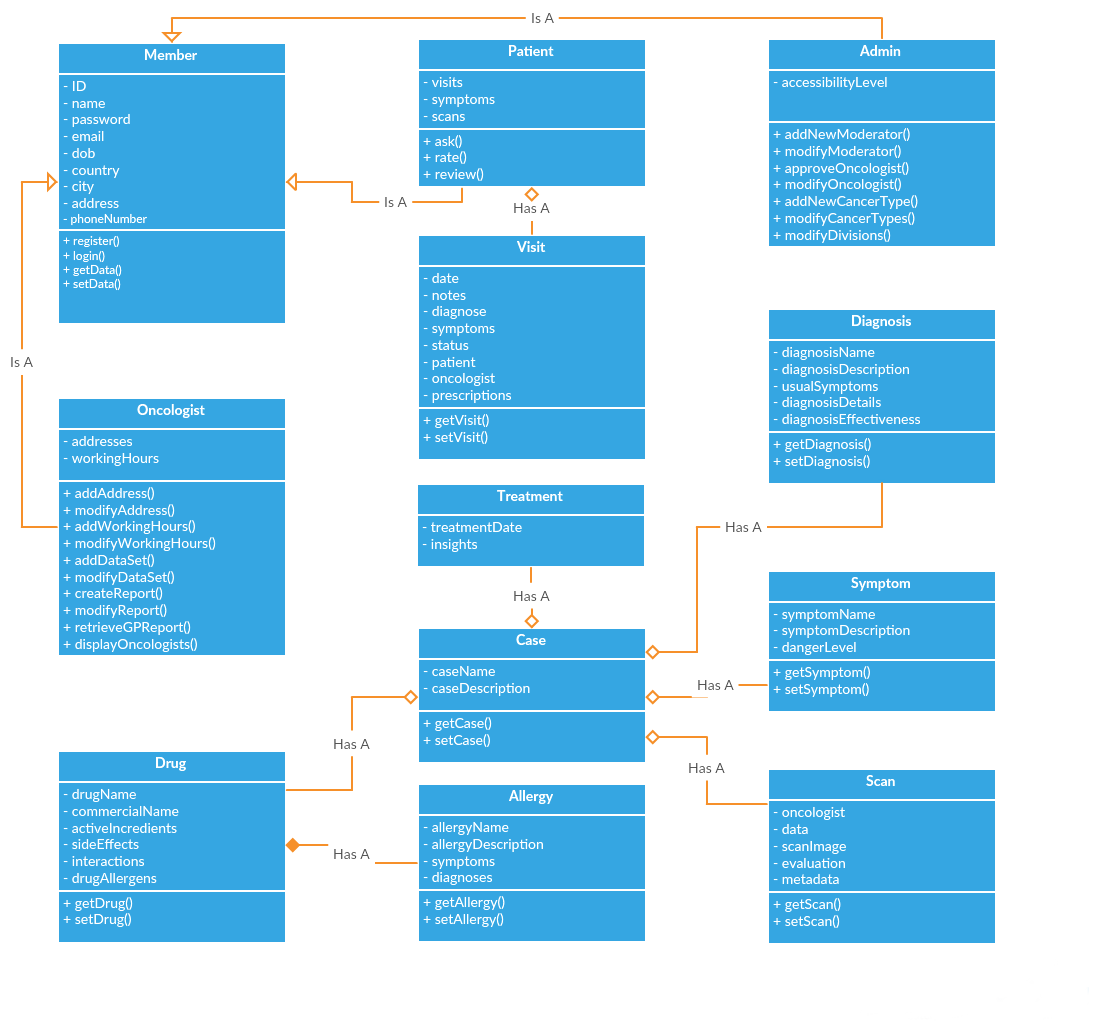 Is A
Member
- ID
- name
- password
- email
- dob
- country
- city
- address
- phoneNumber
+ register()
+ login()
+ getData()
+ setData()
Patient
- visits
- symptoms
- scans
+ ask()
+ rate()
+ review()
Admin
- accessibilityLevel
+ addNewModerator()
+ modifyModerator()
+ approveOncologist()
+ modifyOncologist()
+ addNewCancerType()
+ modifyCancerTypes()
+ modifyDivisions()
Is A
Has A
Visit
- date
- notes
- diagnose
- symptoms
- status
- patient
- oncologist
- prescriptions
+ getVisit()
+ setVisit()
Diagnosis
- diagnosisName
- diagnosisDescription
- usualSymptoms
- diagnosisDetails
- diagnosisEffectiveness
+ getDiagnosis()
+ setDiagnosis()
Is A
Oncologist
- addresses
- workingHours
+ addAddress()
+ modifyAddress()
+ addWorkingHours()
+ modifyWorkingHours()
+ addDataSet()
+ modifyDataSet()
+ createReport()
+ modifyReport()
+ retrieveGPReport()
+ displayOncologists()
Treatment
- treatmentDate
- insights
Has A
Has A
Symptom
- symptomName
- symptomDescription
- dangerLevel
+ getSymptom()
+ setSymptom()
Case
- caseName
- caseDescription
+ getCase()
+ setCase()
Has A
Has A
Has A
Drug
- drugName
- commercialName
- activeIncredients
- sideEffects
- interactions
- drugAllergens
+ getDrug()
+ setDrug()
Has A
Allergy
- allergyName
- allergyDescription
- symptoms
- diagnoses
+ getAllergy()
+ setAllergy()
Scan
- oncologist
- data
- scanImage
- evaluation
- metadata
+ getScan()
+ setScan()